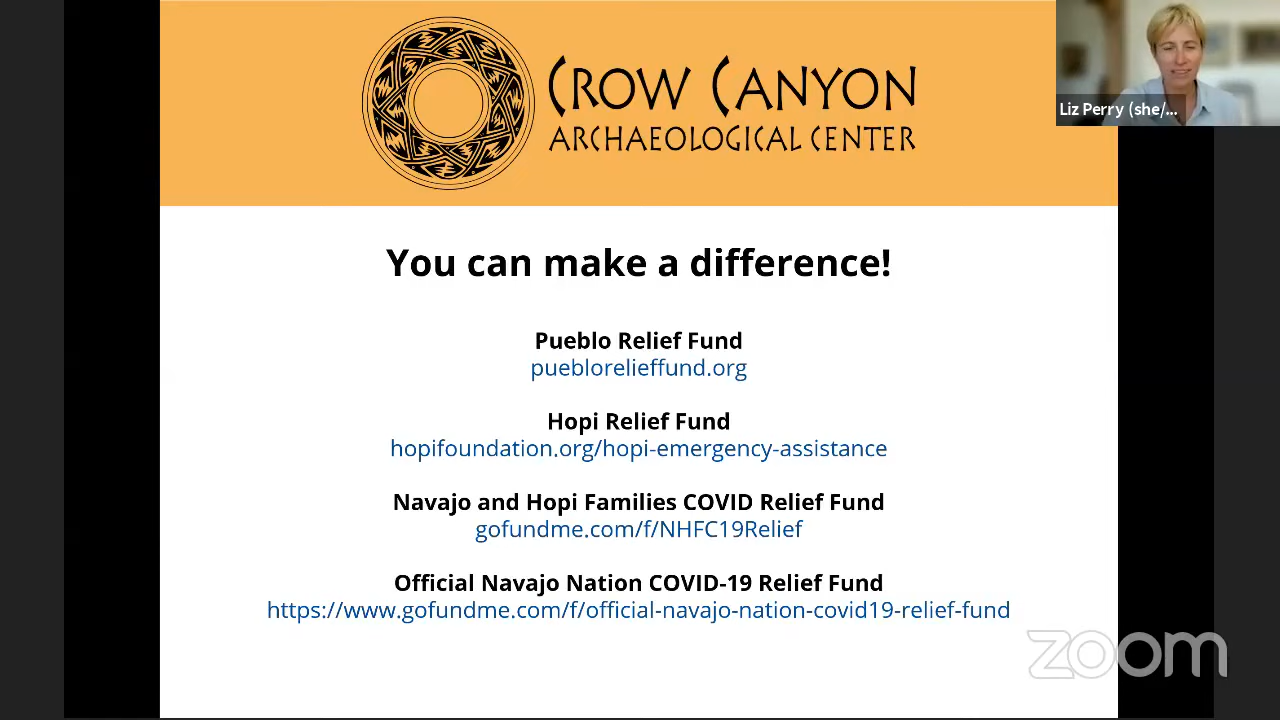 CROW CANYON
ARCHAEOLOGICAL CENTER
Liz Perry (she/...
You can make a difference!
Pueblo Relief Fund
pueblorelieffund.org
Hopi Relief Fund
hopifoundation.org/hopi-emergency-assistance
Navajo and Hopi Families COVID Relief Fund
gofundme.com/f/NHFC19Relief
Official Navajo Nation COVID-19 Relief Fund
https://www.gofundme.com/f/official-navajo-nation-covid19-relief-fund
zoom